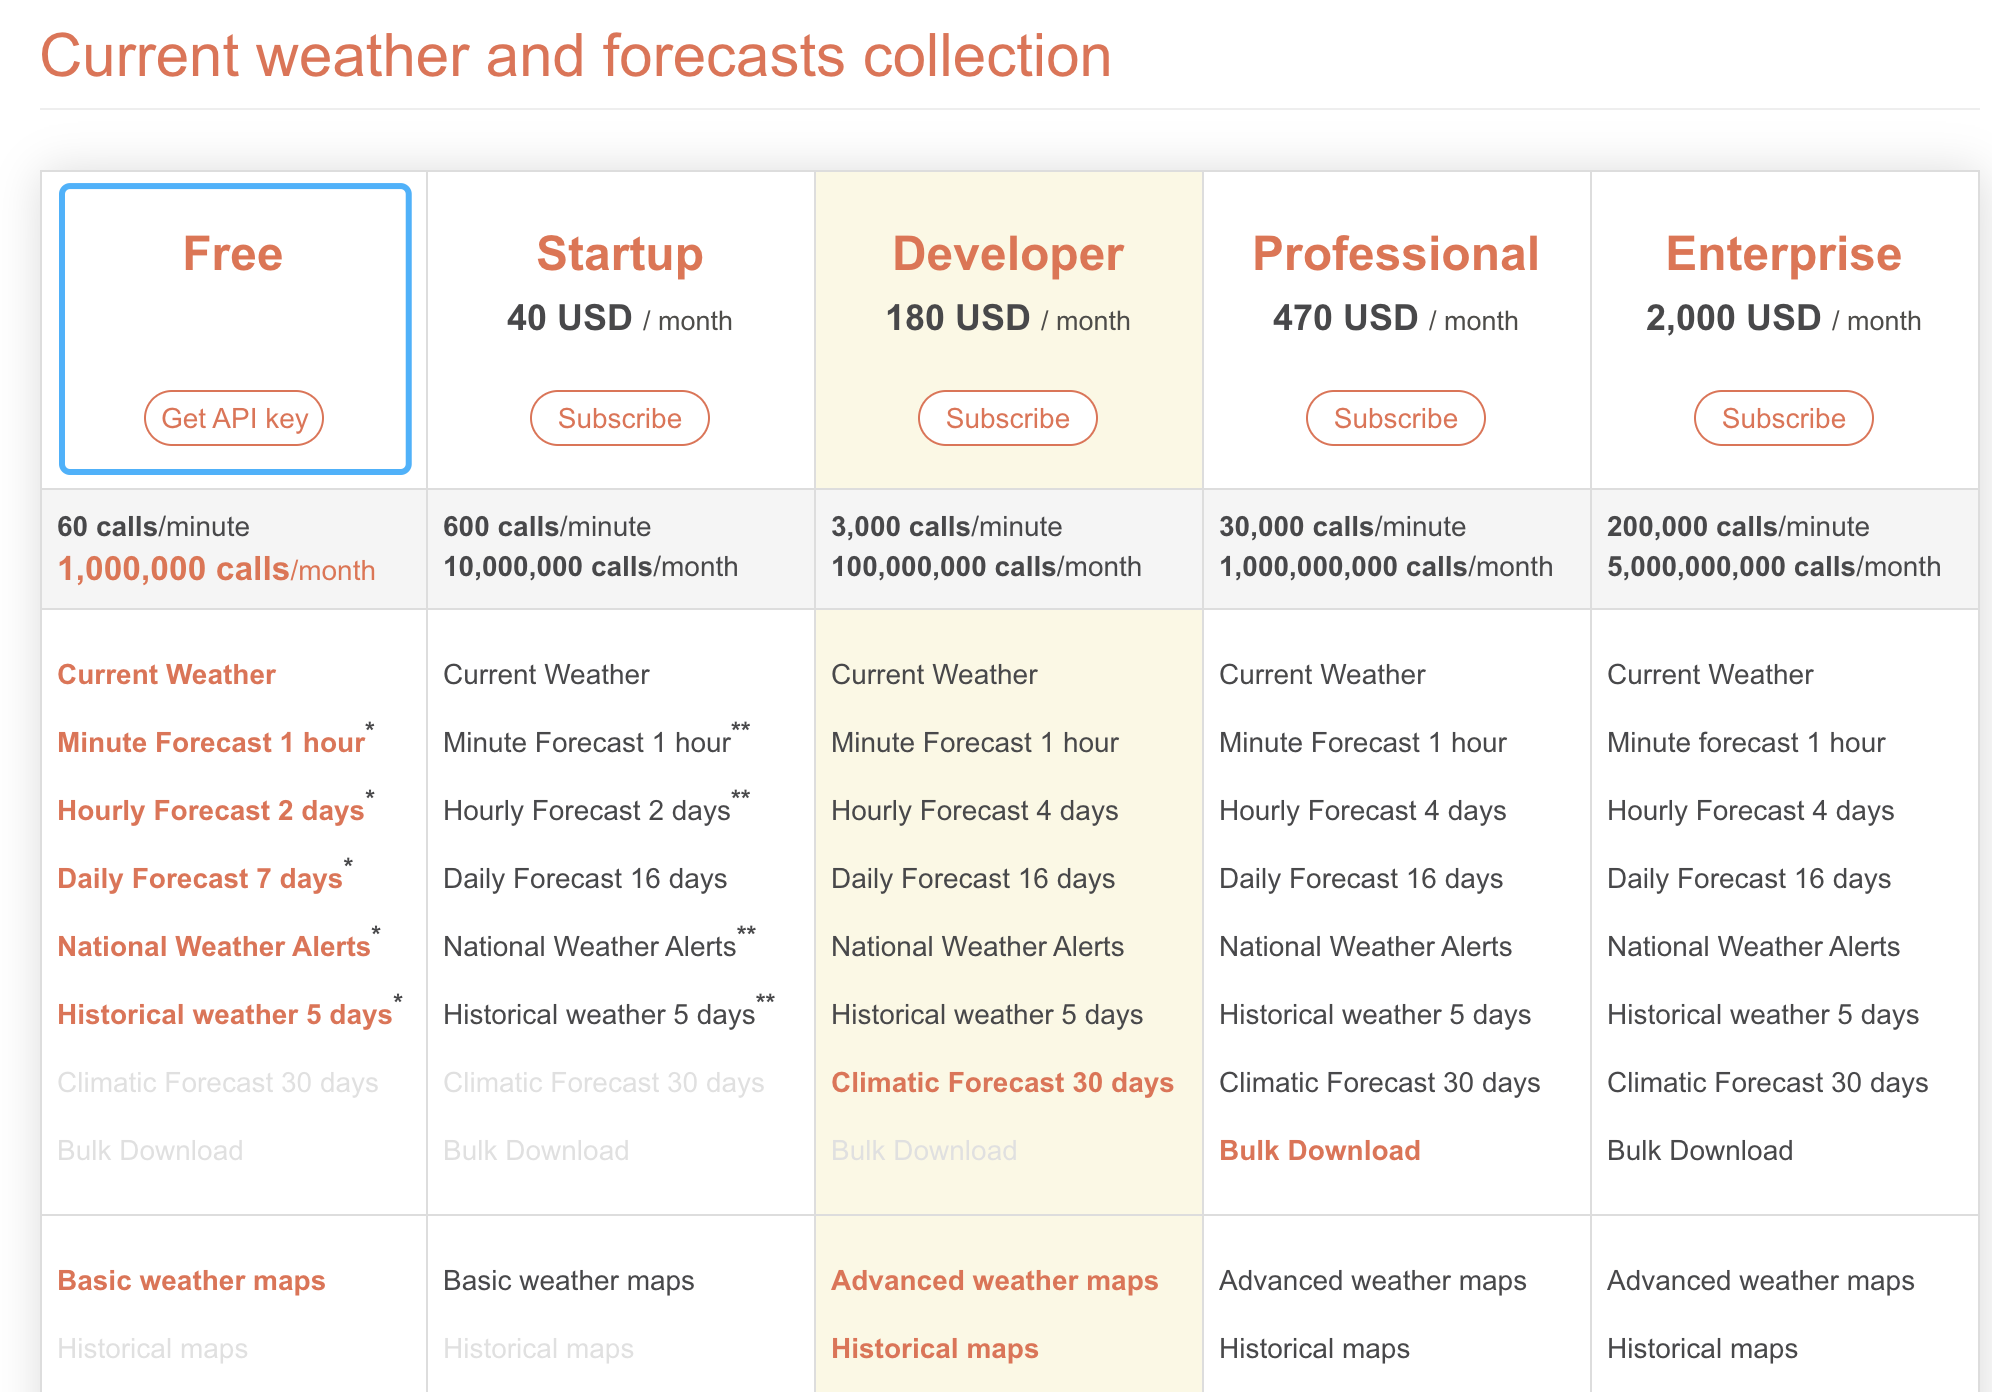 Current weather and forecasts collection
Free
Get API key
60 calls/minute
1,000,000 calls/month
Current Weather
Minute Forecast 1 hour*
Hourly Forecast 2 days*
Daily Forecast 7 days*
National Weather Alerts*
Historical weather 5 days*
Climatic Forecast 30 days
Bulk Download
Basic weather maps
Historical maps
Startup
40 USD / month
Subscribe
600 calls/minute
10,000,000 calls/month
Current Weather
Minute Forecast 1 hour**
Hourly Forecast 2 days**
Daily Forecast 16 days
National Weather Alerts**
Historical weather 5 days**
Climatic Forecast 30 days
Bulk Download
Basic weather maps
Historical maps
Developer
180 USD / month
Subscribe
3,000 calls/minute
100,000,000 calls/month
Current Weather
Minute Forecast 1 hour
Hourly Forecast 4 days
Daily Forecast 16 days
National Weather Alerts
Historical weather 5 days
Climatic Forecast 30 days
Bulk Download
Advanced weather maps
Historical maps
Professional
470 USD / month
Subscribe
30,000 calls/minute
1,000,000,000 calls/month
Current Weather
Minute Forecast 1 hour
Hourly Forecast 4 days
Daily Forecast 16 days
National Weather Alerts
Historical weather 5 days
Climatic Forecast 30 days
Bulk Download
Advanced weather maps
Historical maps
Enterprise
2,000 USD / month
Subscribe
200,000 calls/minute
5,000,000,000 calls/month
Current Weather
Minute forecast 1 hour
Hourly Forecast 4 days
Daily Forecast 16 days
National Weather Alerts
Historical weather 5 days
Climatic Forecast 30 days
Bulk Download
Advanced weather maps
Historical maps